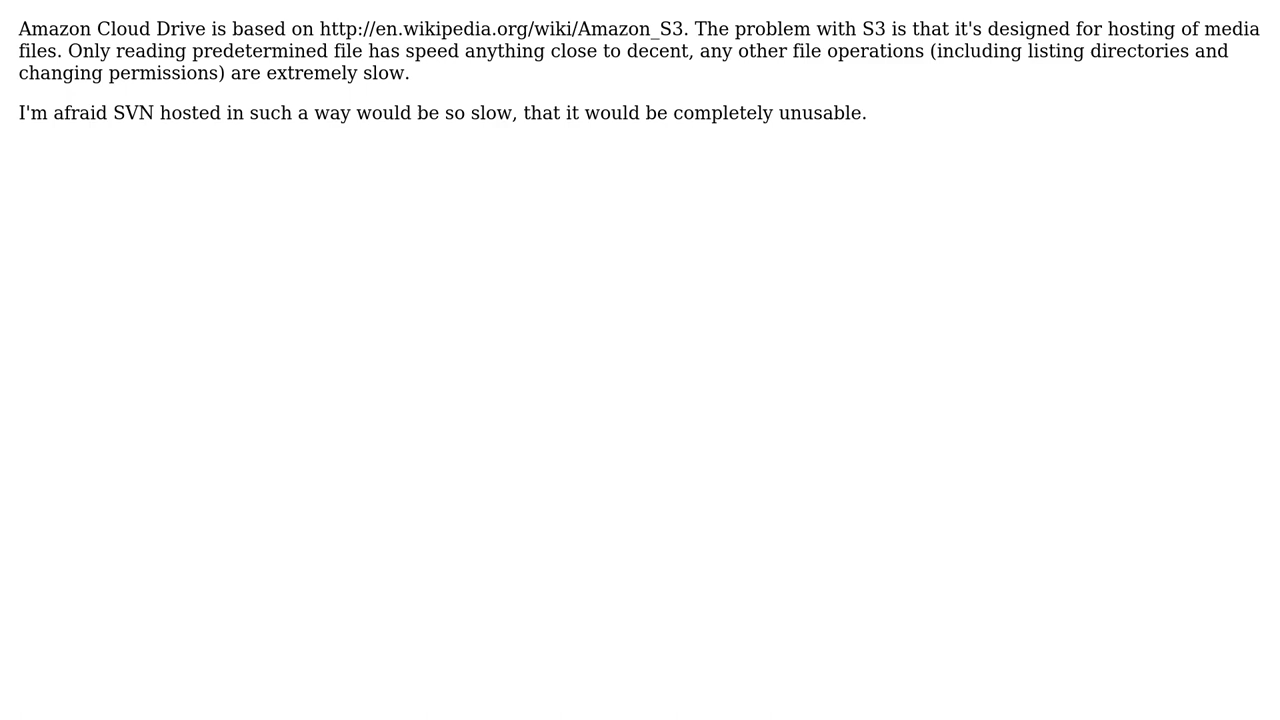 Amazon Cloud Drive is based on http://en.wikipedia.org/wiki/Amazon_S3. The problem with S3 is that it's designed for hosting of media
files. Only reading predetermined file has speed anything close to decent, any other file operations (including listing directories and
changing permissions) are extremely slow.
I'm afraid SVN hosted in such a way would be so slow, that it would be completely unusable.